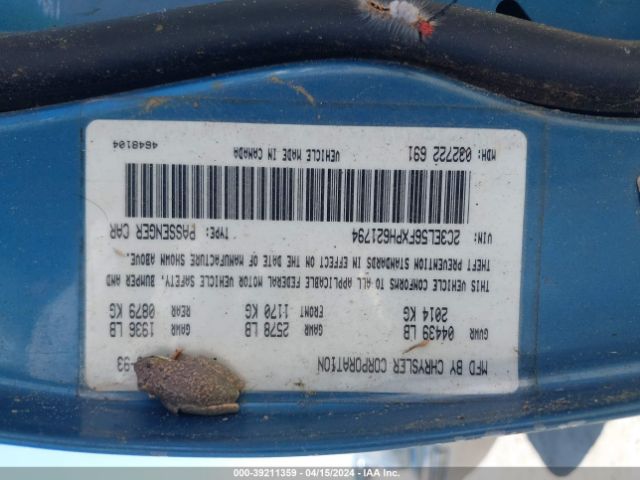 MFD BY CHRYSLER CORPORATION -93
GVWR 04439 LB GAWR 2578 LB GAWR 1936 LB
2014 KG FRONT 1170 KG REAR 0879 KG
THIS VEHICLE CONFORMS TO ALL APPLICABLE FEDERAL MOTOR VEHICLE SAFETY, BUMPER AND
THEFT PREVENTION STANDARDS IN EFFECT ON THE DATE OF MANUFACTURE SHOWN ABOVE.
VIN: 2C3EL56FXPH621794 TYPE: PASSENGER CAR
MDH: 032722 691 VEHICLE MADE IN CANADA 4648104
000-39211359 - 04/15/2024 - IAA Inc.